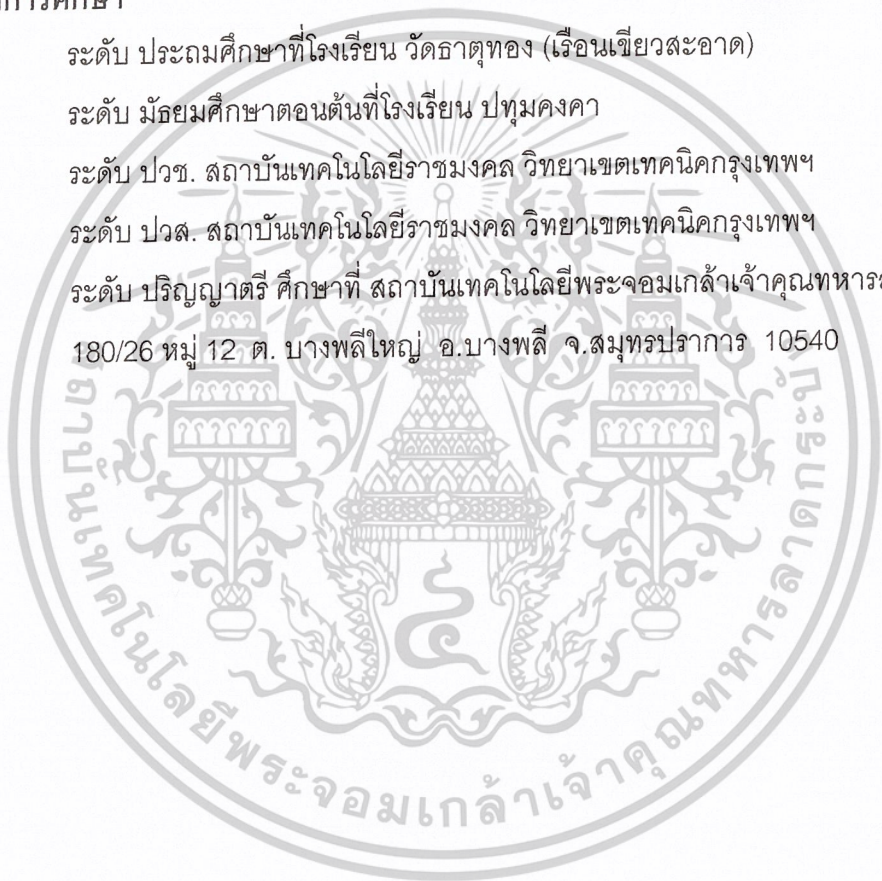 ระดับ ประถมศึกษาที่โรงเรียน วัดธาตุทอง (เรือนเขียวสะอาด)
ระดับ มัธยมศึกษาตอนต้นที่โรงเรียน ปทุมคงคา
ระดับ ปวช. สถาบันเทคโนโลยีราชมงคล วิทยาเขตเทคนิคกรุงเทพฯ
ระดับ ปวส. สถาบันเทคโนโลยีราชมงคล วิทยาเขตเทคนิคกรุงเทพฯ
ระดับ ปริญญาตรี ศึกษาที่ สถาบันเทคโนโลยีพระจอมเกล้าเจ้าคุณทหาร
180/26 หมู่ 12 ต. บางพลีใหญ่ อ.บางพลี จ.สมุทรปราการ 10540
สถาบันเทคโนโลยีพระจอมเกล้าเจ้าคุณทหารลาดกระบัง